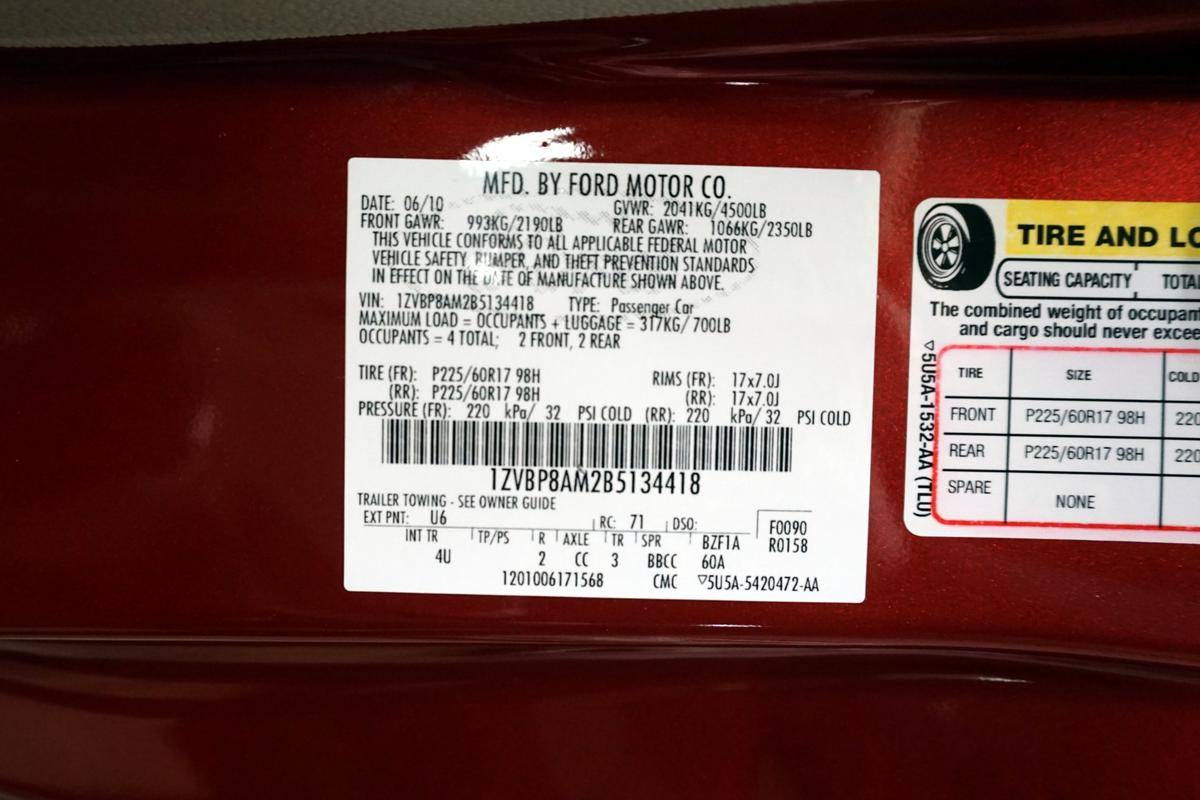 MFD. BY FORD MOTOR CO.
DATE: 06/10 GVWR: 2041KG/4500LB
FRONT GAWR: 993KG/2190LB REAR GAWR: 1066KG/2350LB
THIS VEHICLE CONFORMS TO ALL APPLICABLE FEDERAL MOTOR
VEHICLE SAFETY, BUMPER, AND THEFT PREVENTION STANDARDS
IN EFFECT ON THE DATE OF MANUFACTURE SHOWN ABOVE.
VIN: 1ZVBP8AM2B5134418 TYPE: Passenger Car
MAXIMUM LOAD = OCCUPANTS + LUGGAGE = 317KG/ 700LB
OCCUPANTS = 4 TOTAL; 2 FRONT, 2 REAR
TIRE (FR): P225/60R17 98H RIMS (FR): 17x7.0J
(RR): P225/60R17 98H (RR): 17x7.0J
PRESSURE (FR): 220 kPa/ 32 PSI COLD (RR): 220 kPa/ 32 PSI COLD
1ZVBP8AM2B5134418
TRAILER TOWING - SEE OWNER GUIDE
EXT PNT: U6 RC: 71 DSO: F0090
INT TR TP/PS R AXLE TR SPR BZF1A R0158
4U 2 CC 3 BBCC 60A
1201006171568 CMC ▽5U5A-5420472-AA
TIRE AND LO
SEATING CAPACITY TOTAL
The combined weight of occupant
and cargo should never excee
▽5U5A-1532-AA (TLU)
TIRE SIZE COLD
FRONT P225/60R17 98H 220
REAR P225/60R17 98H 220
SPARE NONE